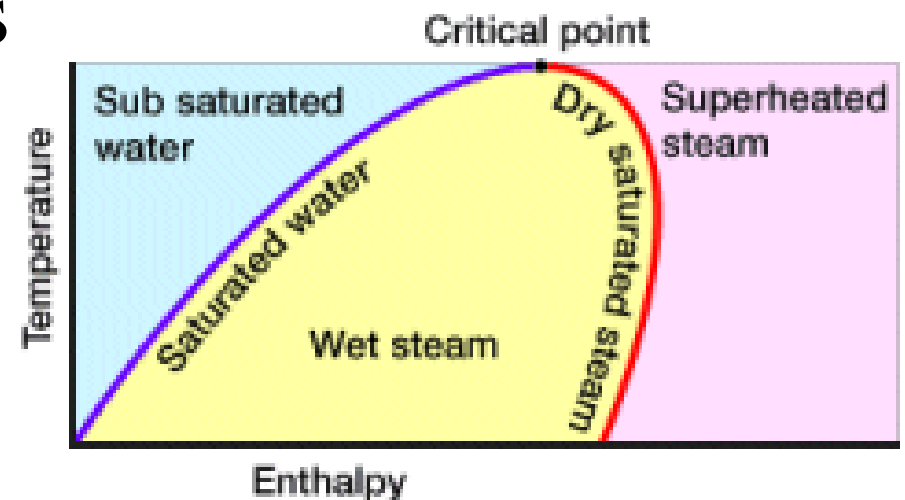 s
Critical point
Sub saturated
water
Superheated
steam
Dry saturated steam
Saturated water
Wet steam
Temperature
Enthalpy